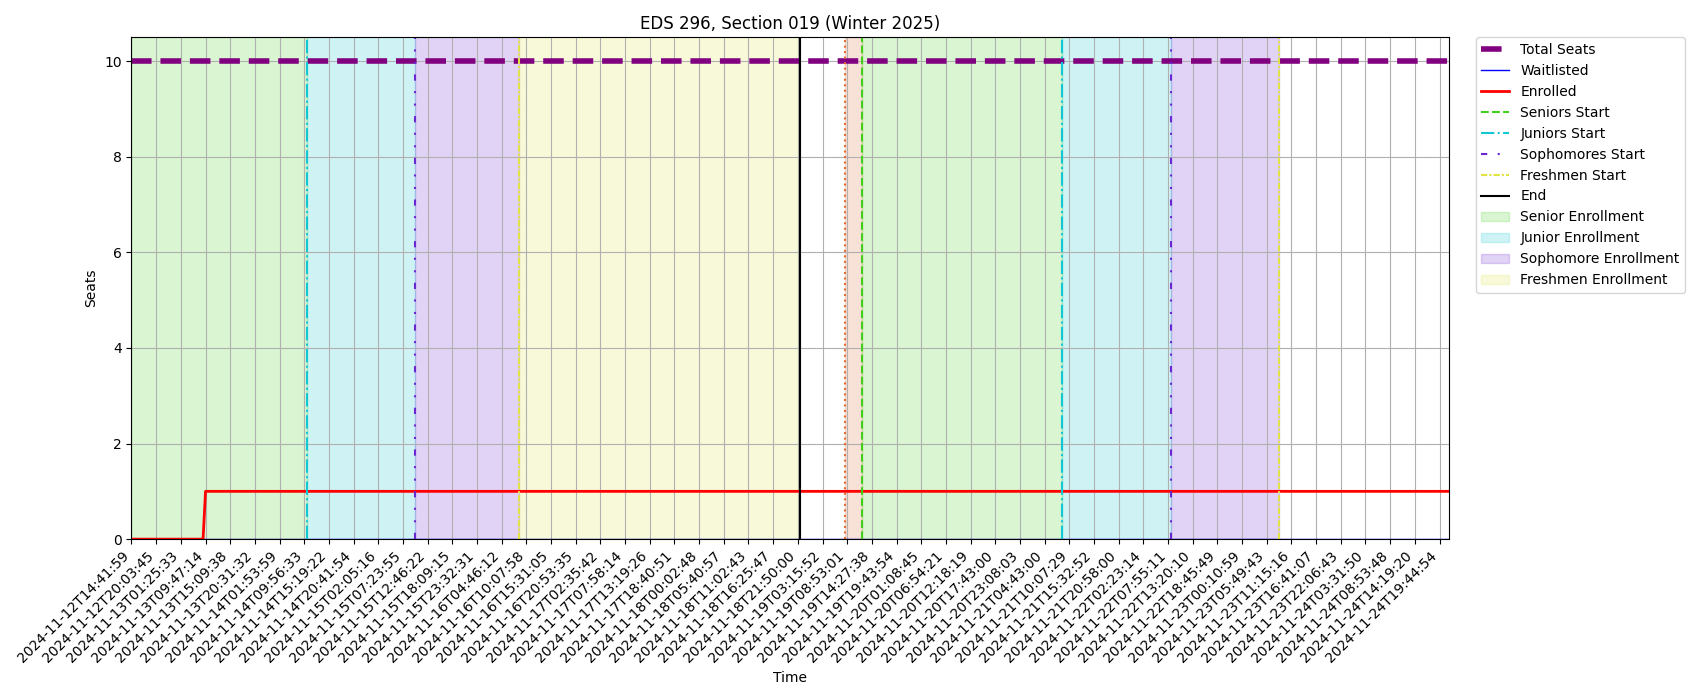 EDS 296, Section 019 (Winter 2025)
Total Seats
Waitlisted
Enrolled
Seniors Start
Juniors Start
Sophomores Start
Freshmen Start
End
Senior Enrollment
Junior Enrollment
Sophomore Enrollment
Freshmen Enrollment
Seats
10
8
6
4
2
0
2024-11-12T14:41:59
2024-11-12T20:03:45
2024-11-13T01:25:33
2024-11-13T09:47:14
2024-11-13T15:09:38
2024-11-13T20:31:32
2024-11-14T01:53:59
2024-11-14T09:56:33
2024-11-14T15:19:22
2024-11-14T20:41:54
2024-11-15T02:05:16
2024-11-15T07:23:55
2024-11-15T12:46:22
2024-11-15T18:09:15
2024-11-15T23:32:31
2024-11-16T04:46:12
2024-11-16T10:07:58
2024-11-16T15:31:05
2024-11-16T20:53:35
2024-11-17T02:35:42
2024-11-17T07:58:14
2024-11-17T13:19:26
2024-11-17T18:40:51
2024-11-18T00:02:48
2024-11-18T05:40:57
2024-11-18T11:02:43
2024-11-18T16:25:47
2024-11-18T21:50:00
2024-11-19T03:15:52
2024-11-19T08:53:01
2024-11-19T14:27:38
2024-11-19T19:43:54
2024-11-20T01:08:45
2024-11-20T06:54:21
2024-11-20T12:18:19
2024-11-20T17:43:00
2024-11-20T23:08:03
2024-11-21T04:43:00
2024-11-21T10:07:29
2024-11-21T15:32:52
2024-11-21T20:58:00
2024-11-22T02:23:14
2024-11-22T07:55:11
2024-11-22T13:20:10
2024-11-22T18:45:49
2024-11-23T00:10:59
2024-11-23T05:49:43
2024-11-23T11:15:16
2024-11-23T16:41:07
2024-11-23T22:06:43
2024-11-24T03:31:50
2024-11-24T08:53:48
2024-11-24T14:19:20
2024-11-24T19:44:54
Time